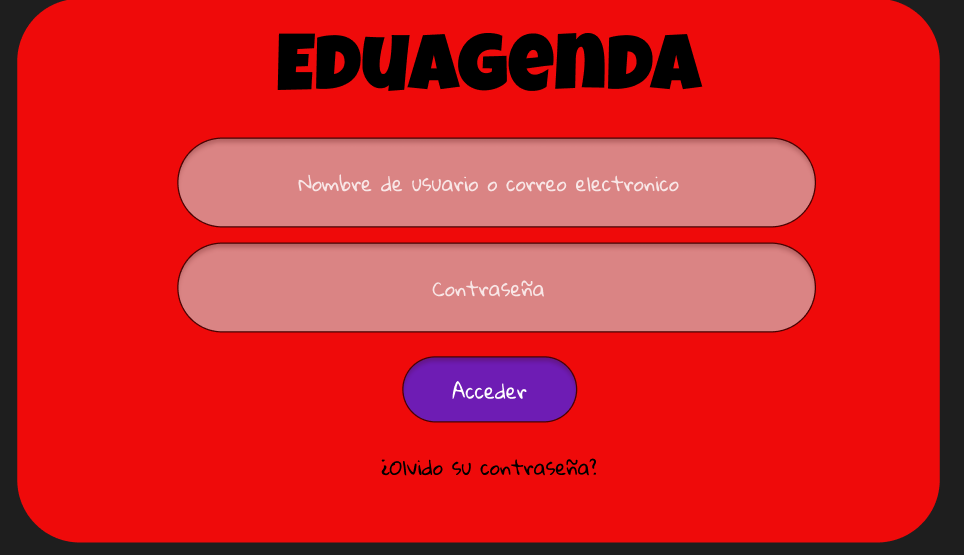 EDUAGENDA
Nombre de usuario o correo electronico
Contraseña
Acceder
¿Olvido su contraseña?